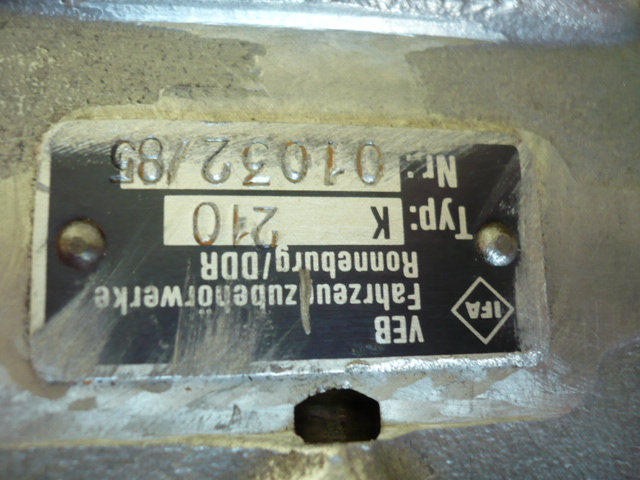 IFA
VEB
Fahrzeugzubehörwerke
Ronneburg/DDR
Typ: K 210
Nr.: 01032/85